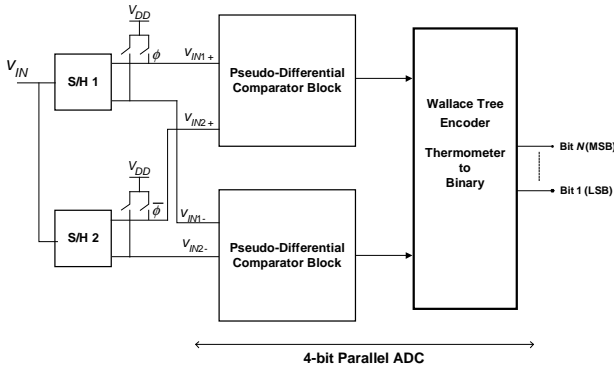 V_DD
V_IN
S/H 1
ϕ
V_IN1+
Pseudo-Differential
Comparator Block
V_IN2+
Wallace Tree
Encoder
Thermometer
to
Binary
Bit N (MSB)
Bit 1 (LSB)
V_DD
S/H 2
ϕ̅
V_IN1-
V_IN2-
Pseudo-Differential
Comparator Block
4-bit Parallel ADC